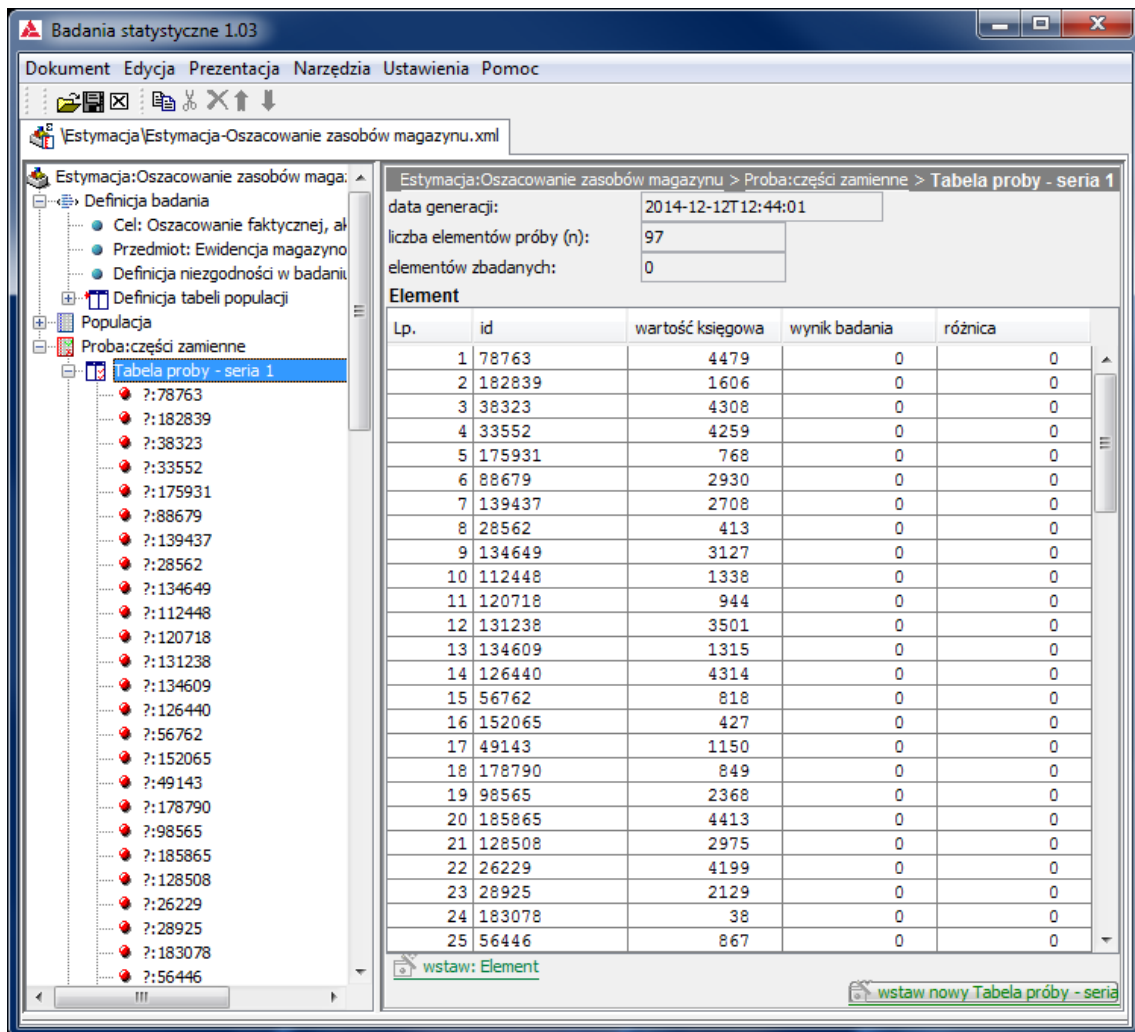 Badania statystyczne 1.03
Dokument Edycja Prezentacja Narzędzia Ustawienia Pomoc
\Estymacja\Estymacja-Oszacowanie zasobów magazynu.xml
Estymacja:Oszacowanie zasobów maga:
Definicja badania
Cel: Oszacowanie faktycznej, ak
Przedmiot: Ewidencja magazyno
Definicja niezgodności w badaniu
Definicja tabeli populacji
Populacja
Proba:części zamienne
Tabela proby - seria 1
?:78763
?:182839
?:38323
?:33552
?:175931
?:88679
?:139437
?:28562
?:134649
?:112448
?:120718
?:131238
?:134609
?:126440
?:56762
?:152065
?:49143
?:178790
?:98565
?:185865
?:128508
?:26229
?:28925
?:183078
?:56446
Estymacja:Oszacowanie zasobów magazynu > Proba:części zamienne > Tabela proby - seria 1
data generacji: 2014-12-12T12:44:01
liczba elementów próby (n): 97
elementów zbadanych: 0
Element
Lp. id wartość księgowa wynik badania różnica
1 78763 4479 0 0
2 182839 1606 0 0
3 38323 4308 0 0
4 33552 4259 0 0
5 175931 768 0 0
6 88679 2930 0 0
7 139437 2708 0 0
8 28562 413 0 0
9 134649 3127 0 0
10 112448 1338 0 0
11 120718 944 0 0
12 131238 3501 0 0
13 134609 1315 0 0
14 126440 4314 0 0
15 56762 818 0 0
16 152065 427 0 0
17 49143 1150 0 0
18 178790 849 0 0
19 98565 2368 0 0
20 185865 4413 0 0
21 128508 2975 0 0
22 26229 4199 0 0
23 28925 2129 0 0
24 183078 38 0 0
25 56446 867 0 0
wstaw: Element
wstaw nowy Tabela próby - seria